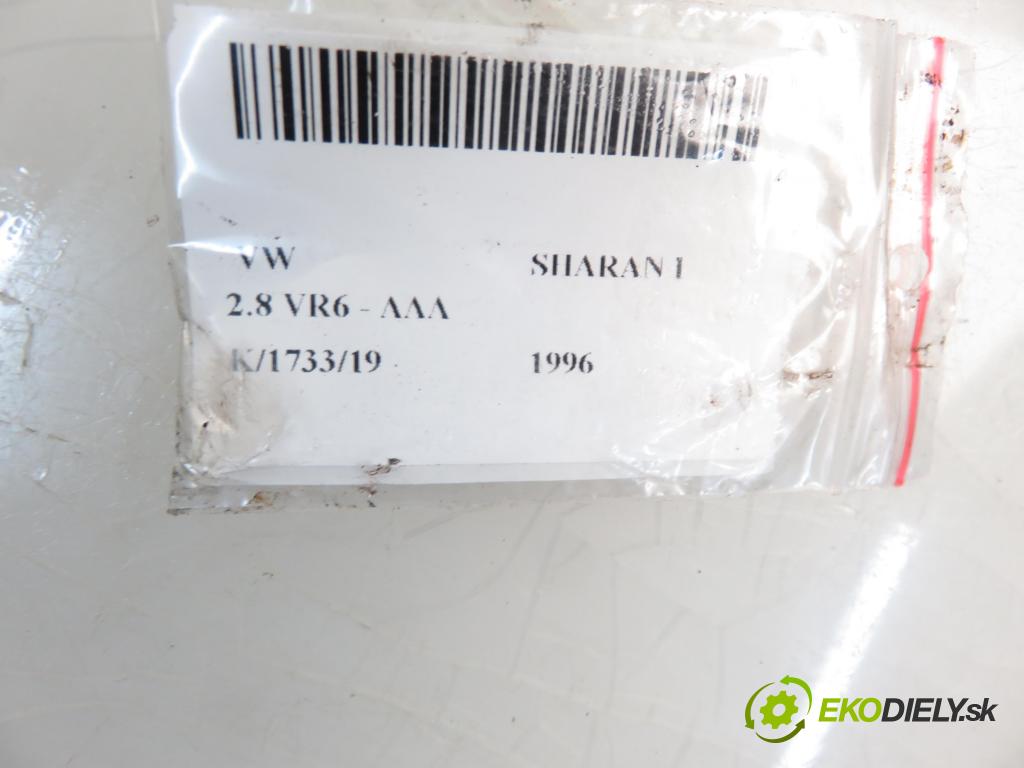 VW SHARAN I
2.8 VR6 - AAA
K/1733/19 1996
EKODIELY.sk